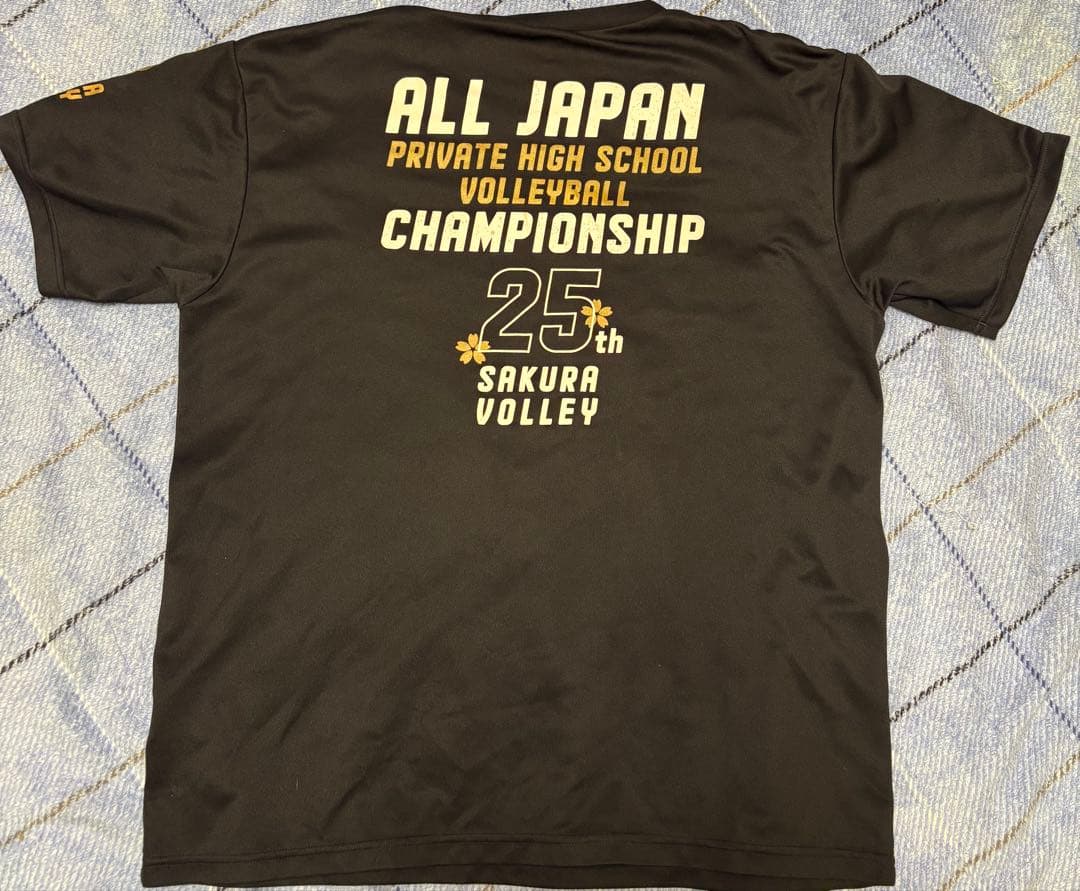 ALL JAPAN
PRIVATE HIGH SCHOOL
VOLLEYBALL
CHAMPIONSHIP
25th
SAKURA
VOLLEY